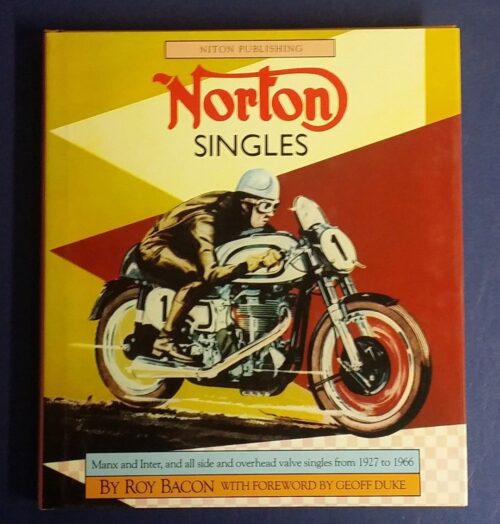 NITON PUBLISHING
Norton
SINGLES
1
1
Manx and Inter, and all side and overhead valve singles from 1927 to 1966
BY ROY BACON WITH FOREWORD BY GEOFF DUKE